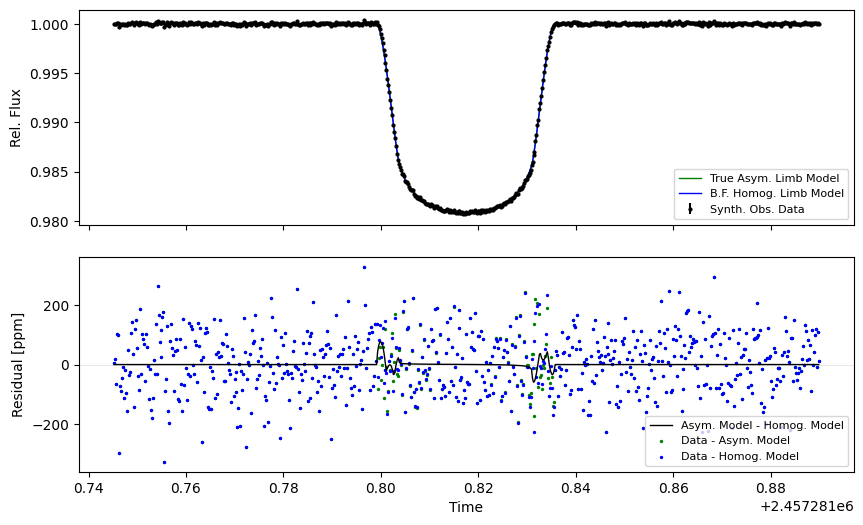 1.000
0.995
0.990
0.985
0.980
Rel. Flux
True Asym. Limb Model
B.F. Homog. Limb Model
Synth. Obs. Data
200
0
−200
Residual [ppm]
Asym. Model - Homog. Model
Data - Asym. Model
Data - Homog. Model
0.74 0.76 0.78 0.80 0.82 0.84 0.86 0.88
Time
+2.457281e6